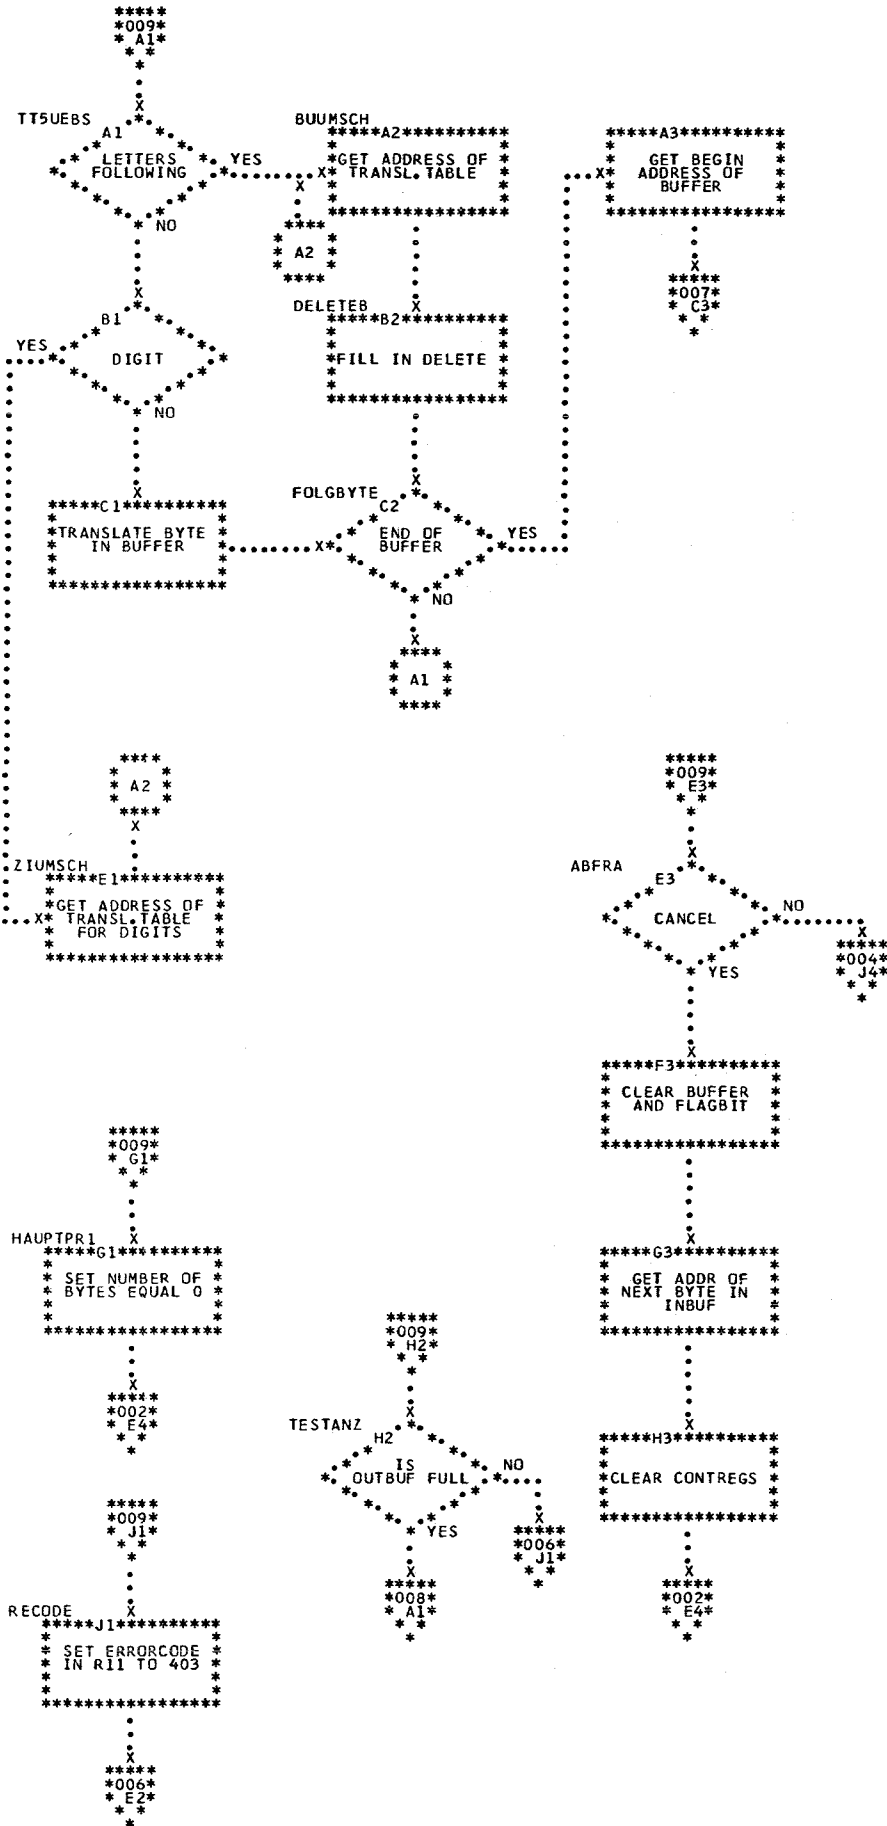 *009*
A1
TT5UEBS
A1
LETTERS
FOLLOWING
YES
NO
BUUMSCH
A2
GET ADDRESS OF
TRANSL.TABLE
A2
A3
GET BEGIN
ADDRESS OF
BUFFER
*007*
C3
B1
YES
DIGIT
NO
DELETEB
B2
FILL IN DELETE
C1
TRANSLATE BYTE
IN BUFFER
FOLGBYTE
C2
END OF
BUFFER
YES
NO
A1
A2
ZIUMSCH
E1
GET ADDRESS OF
TRANSL.TABLE
FOR DIGITS
*009*
E3
ABFRA
E3
CANCEL
NO
YES
*004*
J4
F3
CLEAR BUFFER
AND FLAGBIT
*009*
G1
HAUPTPR1
G1
SET NUMBER OF
BYTES EQUAL 0
*002*
E4
G3
GET ADDR OF
NEXT BYTE IN
INBUF
*009*
H2
TESTANZ
H2
IS
OUTBUF FULL
NO
YES
*006*
J1
*008*
A1
H3
CLEAR CONTREGS
*002*
E4
*009*
J1
RECODE
J1
SET ERRORCODE
IN R11 TO 403
*006*
E2